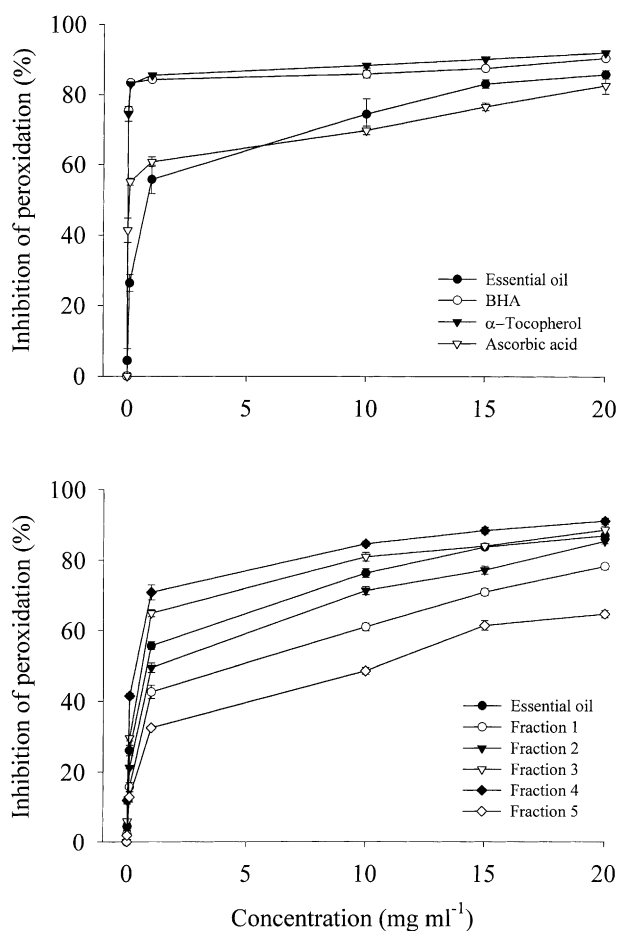 Inhibition of peroxidation (%)
100
80
60
40
20
0
Essential oil
BHA
α–Tocopherol
Ascorbic acid
0
5
10
15
20
Inhibition of peroxidation (%)
100
80
60
40
20
0
Essential oil
Fraction 1
Fraction 2
Fraction 3
Fraction 4
Fraction 5
0
5
10
15
20
Concentration (mg ml⁻¹)